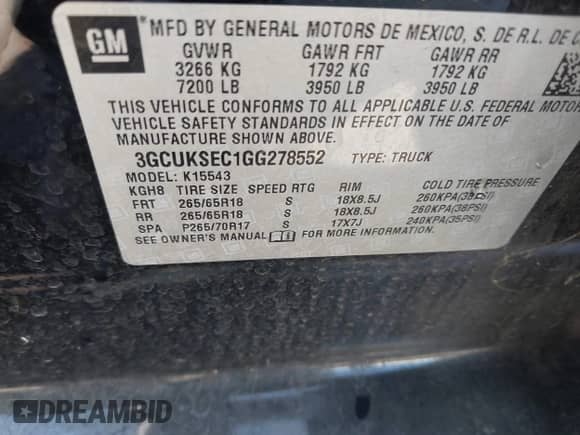 GM
MFD BY GENERAL MOTORS DE MEXICO, S. DE R.L. DE C
GVWR GAWR FRT GAWR RR
3266 KG 1792 KG 1792 KG
7200 LB 3950 LB 3950 LB
THIS VEHICLE CONFORMS TO ALL APPLICABLE U.S. FEDERAL MOTOR
VEHICLE SAFETY STANDARDS IN EFFECT ON THE DATE OF
MANUFACTURE SHOWN ABOVE.
3GCUKSEC1GG278552 TYPE: TRUCK
MODEL: K15543
KGH8 TIRE SIZE SPEED RTG RIM COLD TIRE PRESSURE
FRT 265/65R18 S 18X8.5J 260KPA(38PSI)
RR 265/65R18 S 18X8.5J 260KPA(38PSI)
SPA P265/70R17 S 17X7J 240KPA(35PSI)
SEE OWNER'S MANUAL
DREAMBID